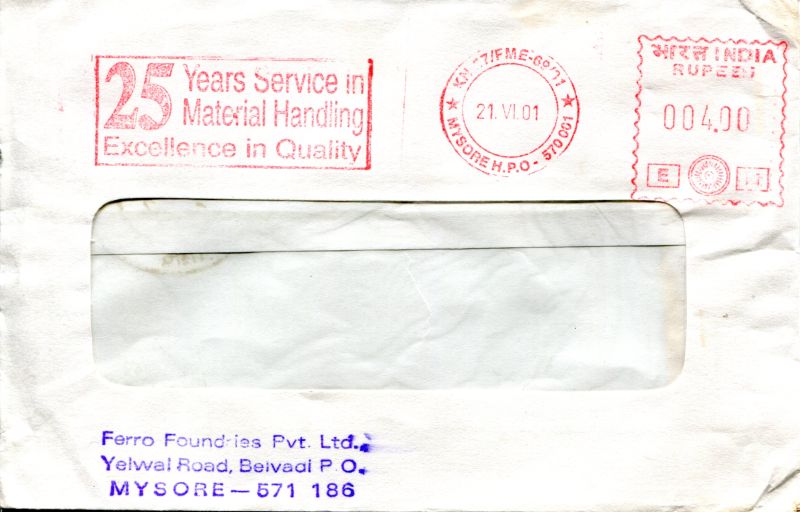 25 Years Service in
Material Handling
Excellence in Quality
21.VI.01
MYSORE H.P.O - 570 001
भारत INDIA
RUPEES
004.00
E
Ferro Foundries Pvt. Ltd.,
Yelwal Road, Belvadi P O.
MYSORE – 571 186